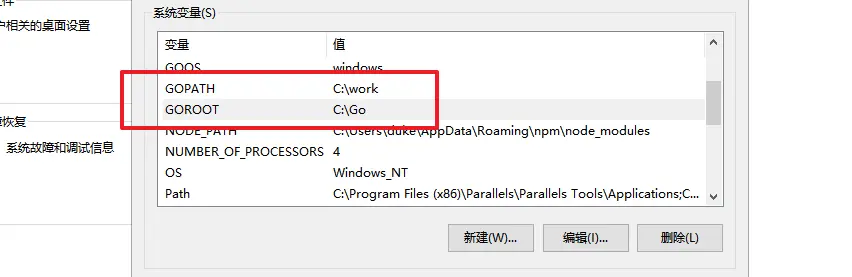 户相关的桌面设置
障恢复
系统故障和调试信息
系统变量(S)
变量 值
GOOS windows
GOPATH C:\work
GOROOT C:\Go
NODE_PATH C:\Users\duke\AppData\Roaming\npm\node_modules
NUMBER_OF_PROCESSORS 4
OS Windows_NT
Path C:\Program Files (x86)\Parallels\Parallels Tools\Applications;C...
新建(W)... 编辑(I)... 删除(L)